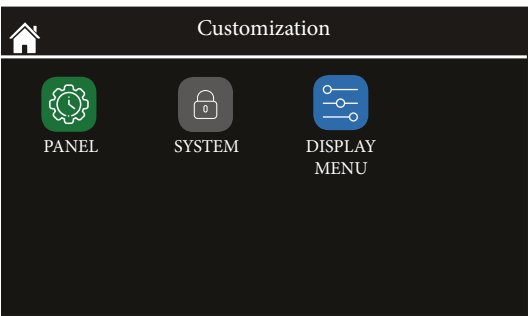 Customization
PANEL
SYSTEM
DISPLAY
MENU
0